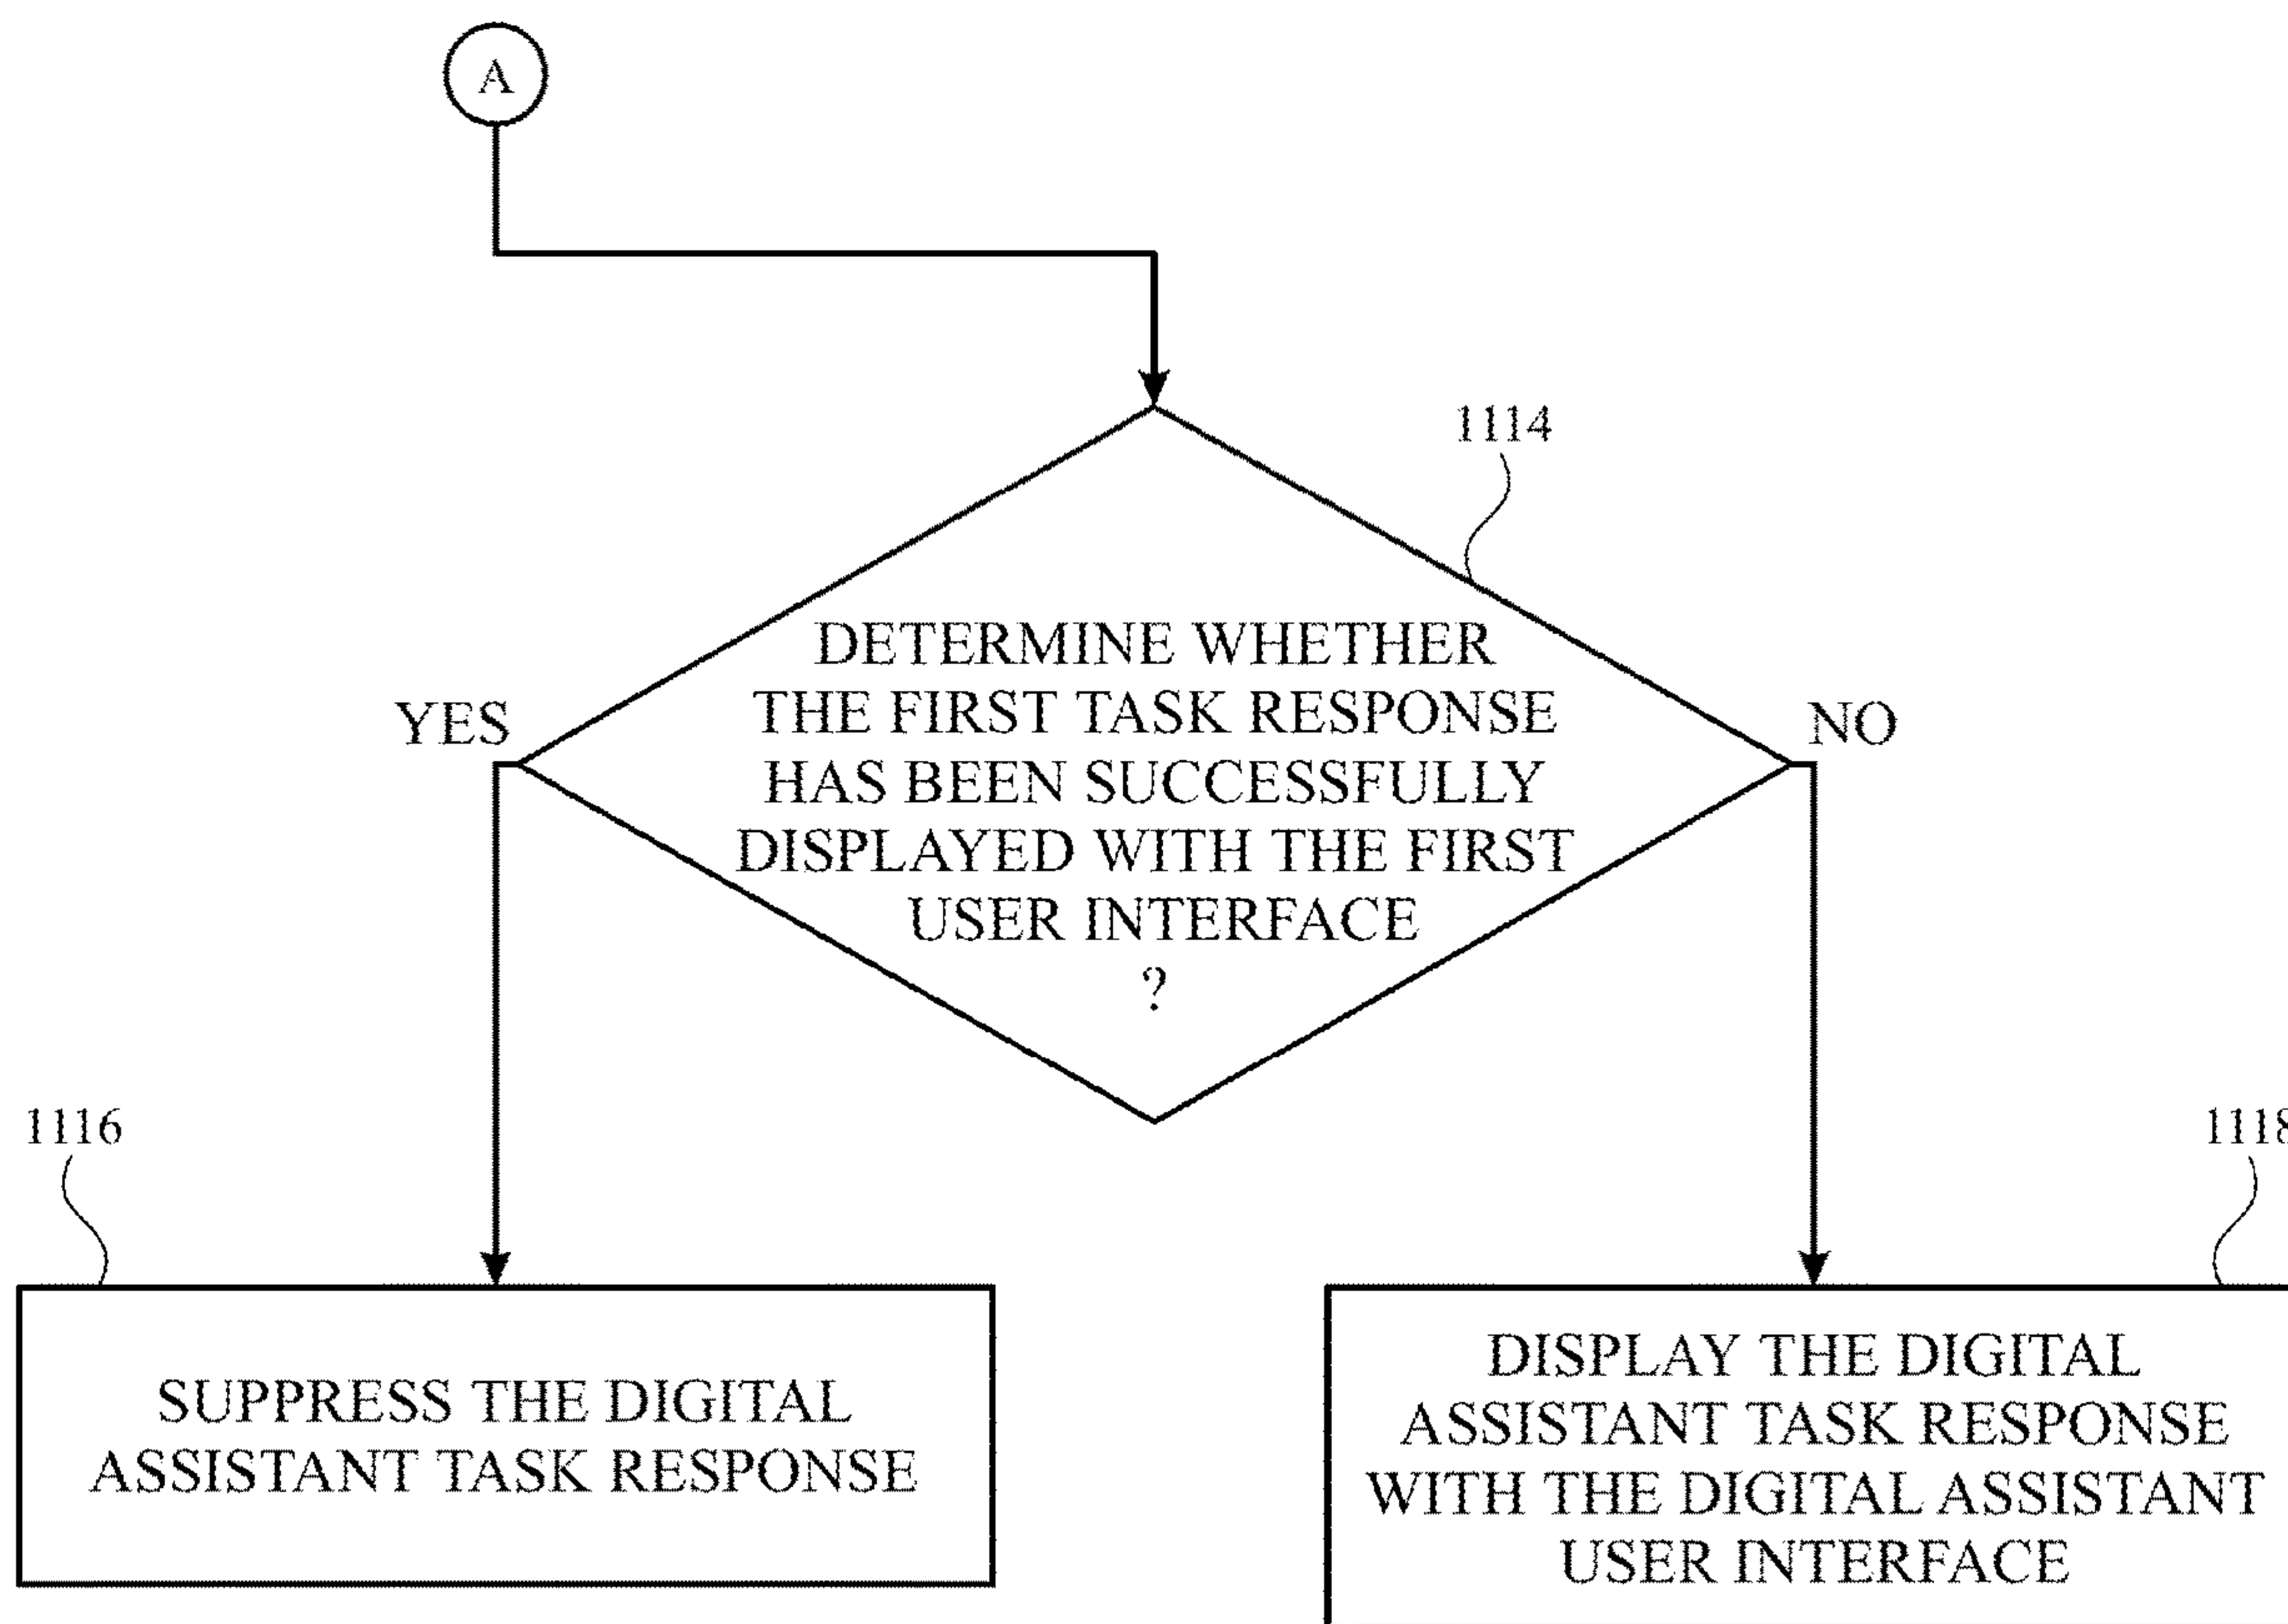 A
1114
DETERMINE WHETHER
THE FIRST TASK RESPONSE
HAS BEEN SUCCESSFULLY
DISPLAYED WITH THE FIRST
USER INTERFACE
?
YES
NO
1116
1118
SUPPRESS THE DIGITAL
ASSISTANT TASK RESPONSE
DISPLAY THE DIGITAL
ASSISTANT TASK RESPONSE
WITH THE DIGITAL ASSISTANT
USER INTERFACE